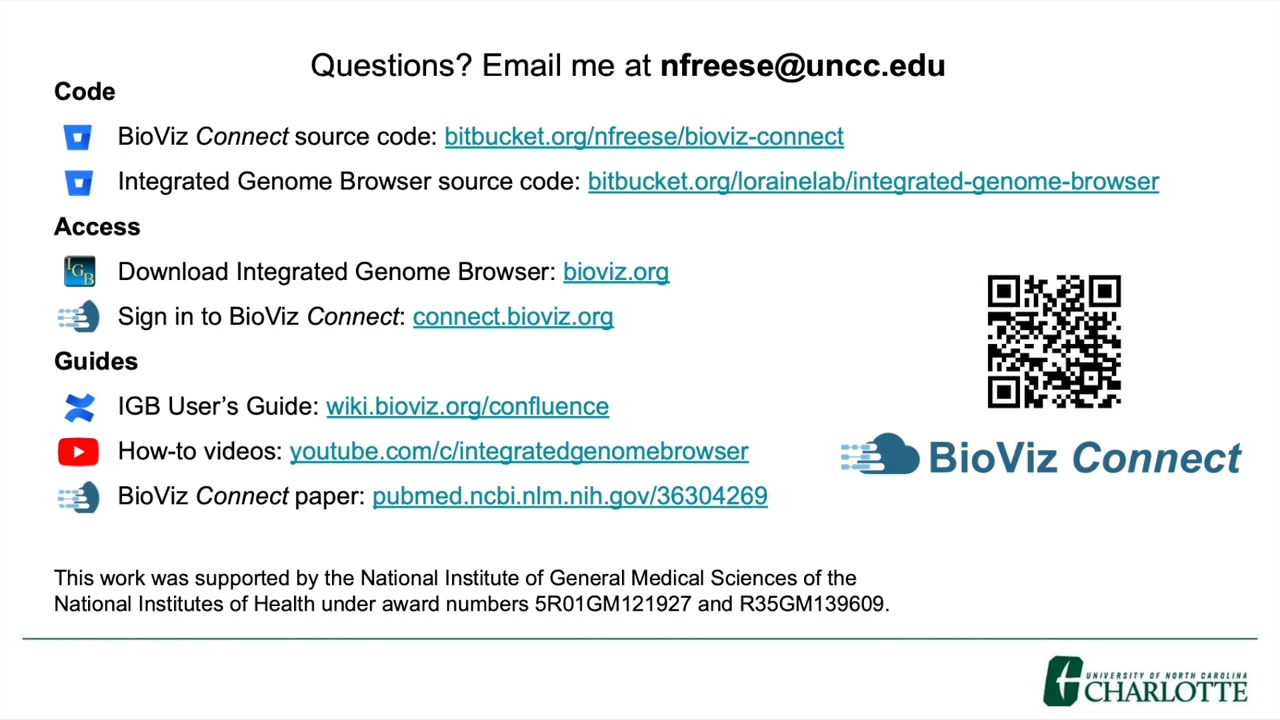 Questions? Email me at nfreese@uncc.edu
Code
BioViz Connect source code: bitbucket.org/nfreese/bioviz-connect
Integrated Genome Browser source code: bitbucket.org/lorainelab/integrated-genome-browser
Access
IGB
Download Integrated Genome Browser: bioviz.org
Sign in to BioViz Connect: connect.bioviz.org
Guides
IGB User’s Guide: wiki.bioviz.org/confluence
How-to videos: youtube.com/c/integratedgenomebrowser
BioViz Connect paper: pubmed.ncbi.nlm.nih.gov/36304269
BioViz Connect
This work was supported by the National Institute of General Medical Sciences of the
National Institutes of Health under award numbers 5R01GM121927 and R35GM139609.
UNIVERSITY OF NORTH CAROLINA
CHARLOTTE